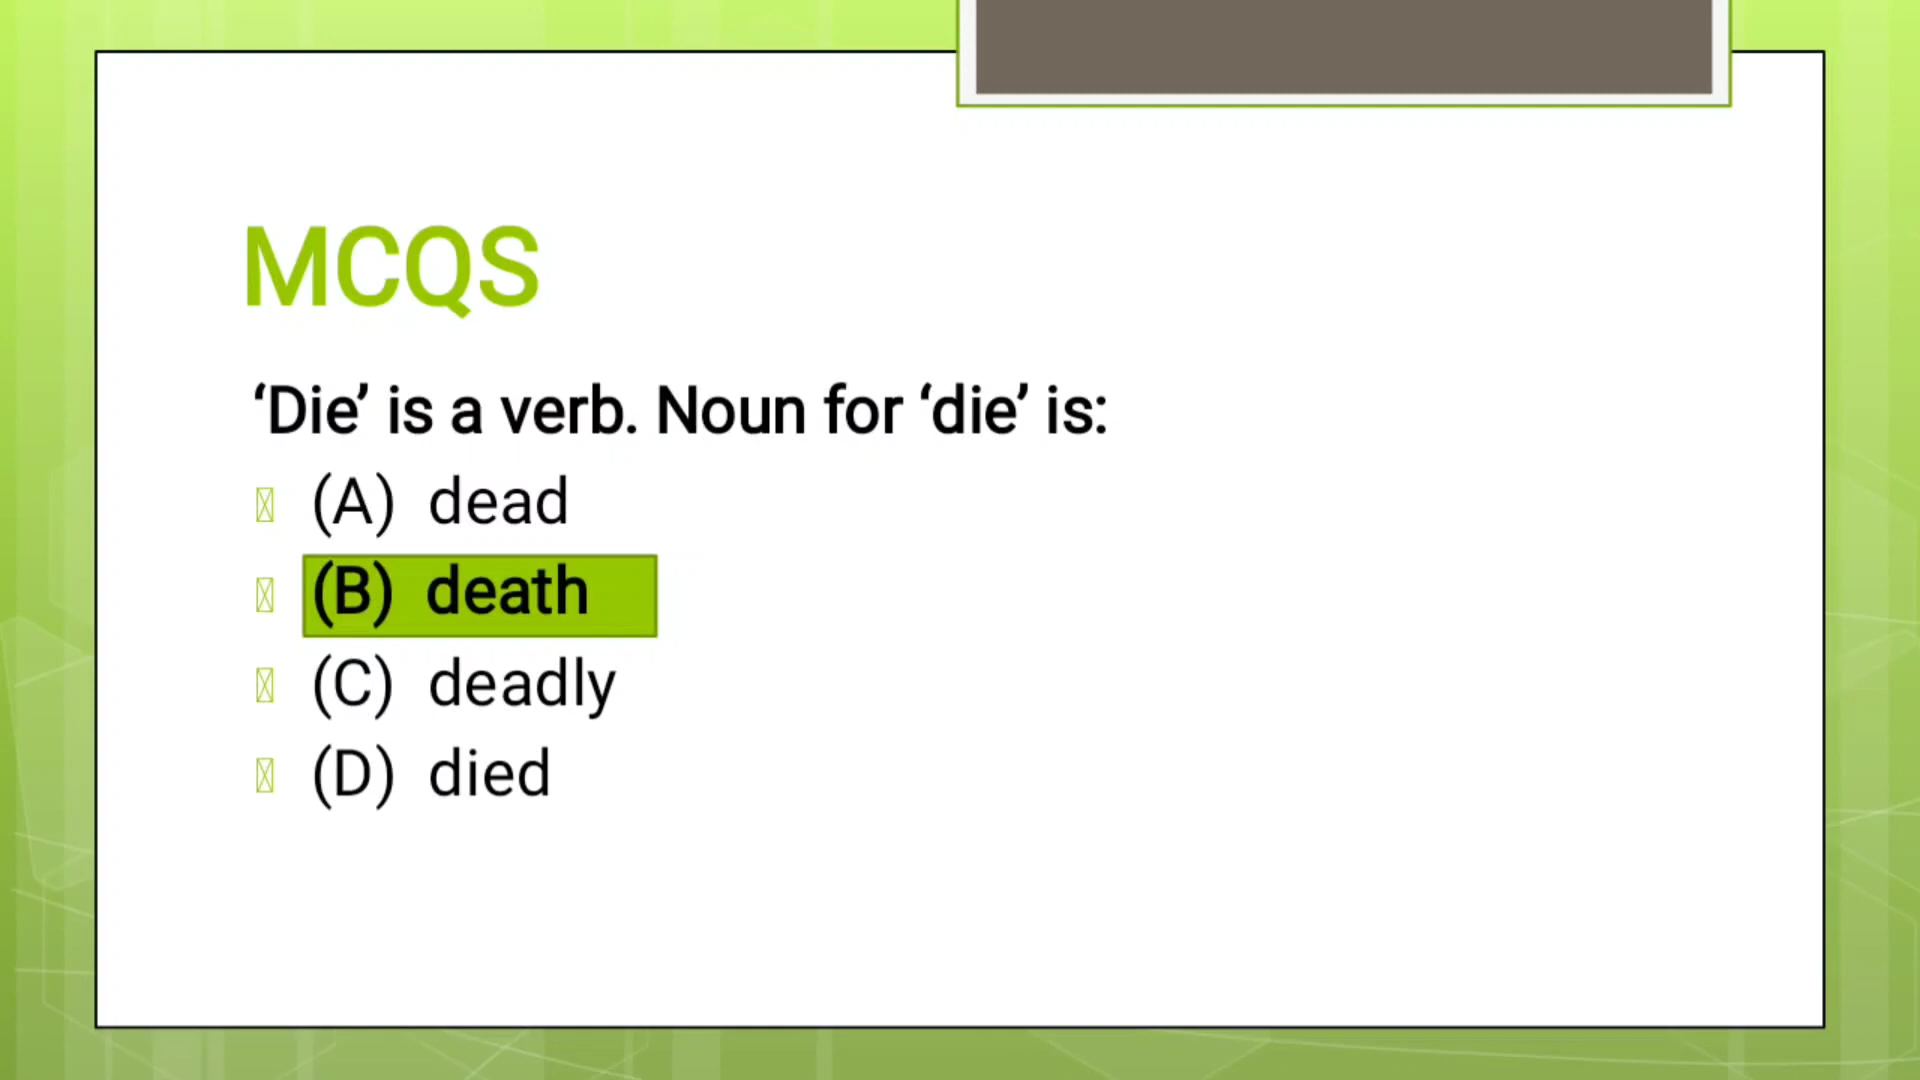 MCQS
‘Die’ is a verb. Noun for ‘die’ is:
(A) dead
(B) death
(C) deadly
(D) died